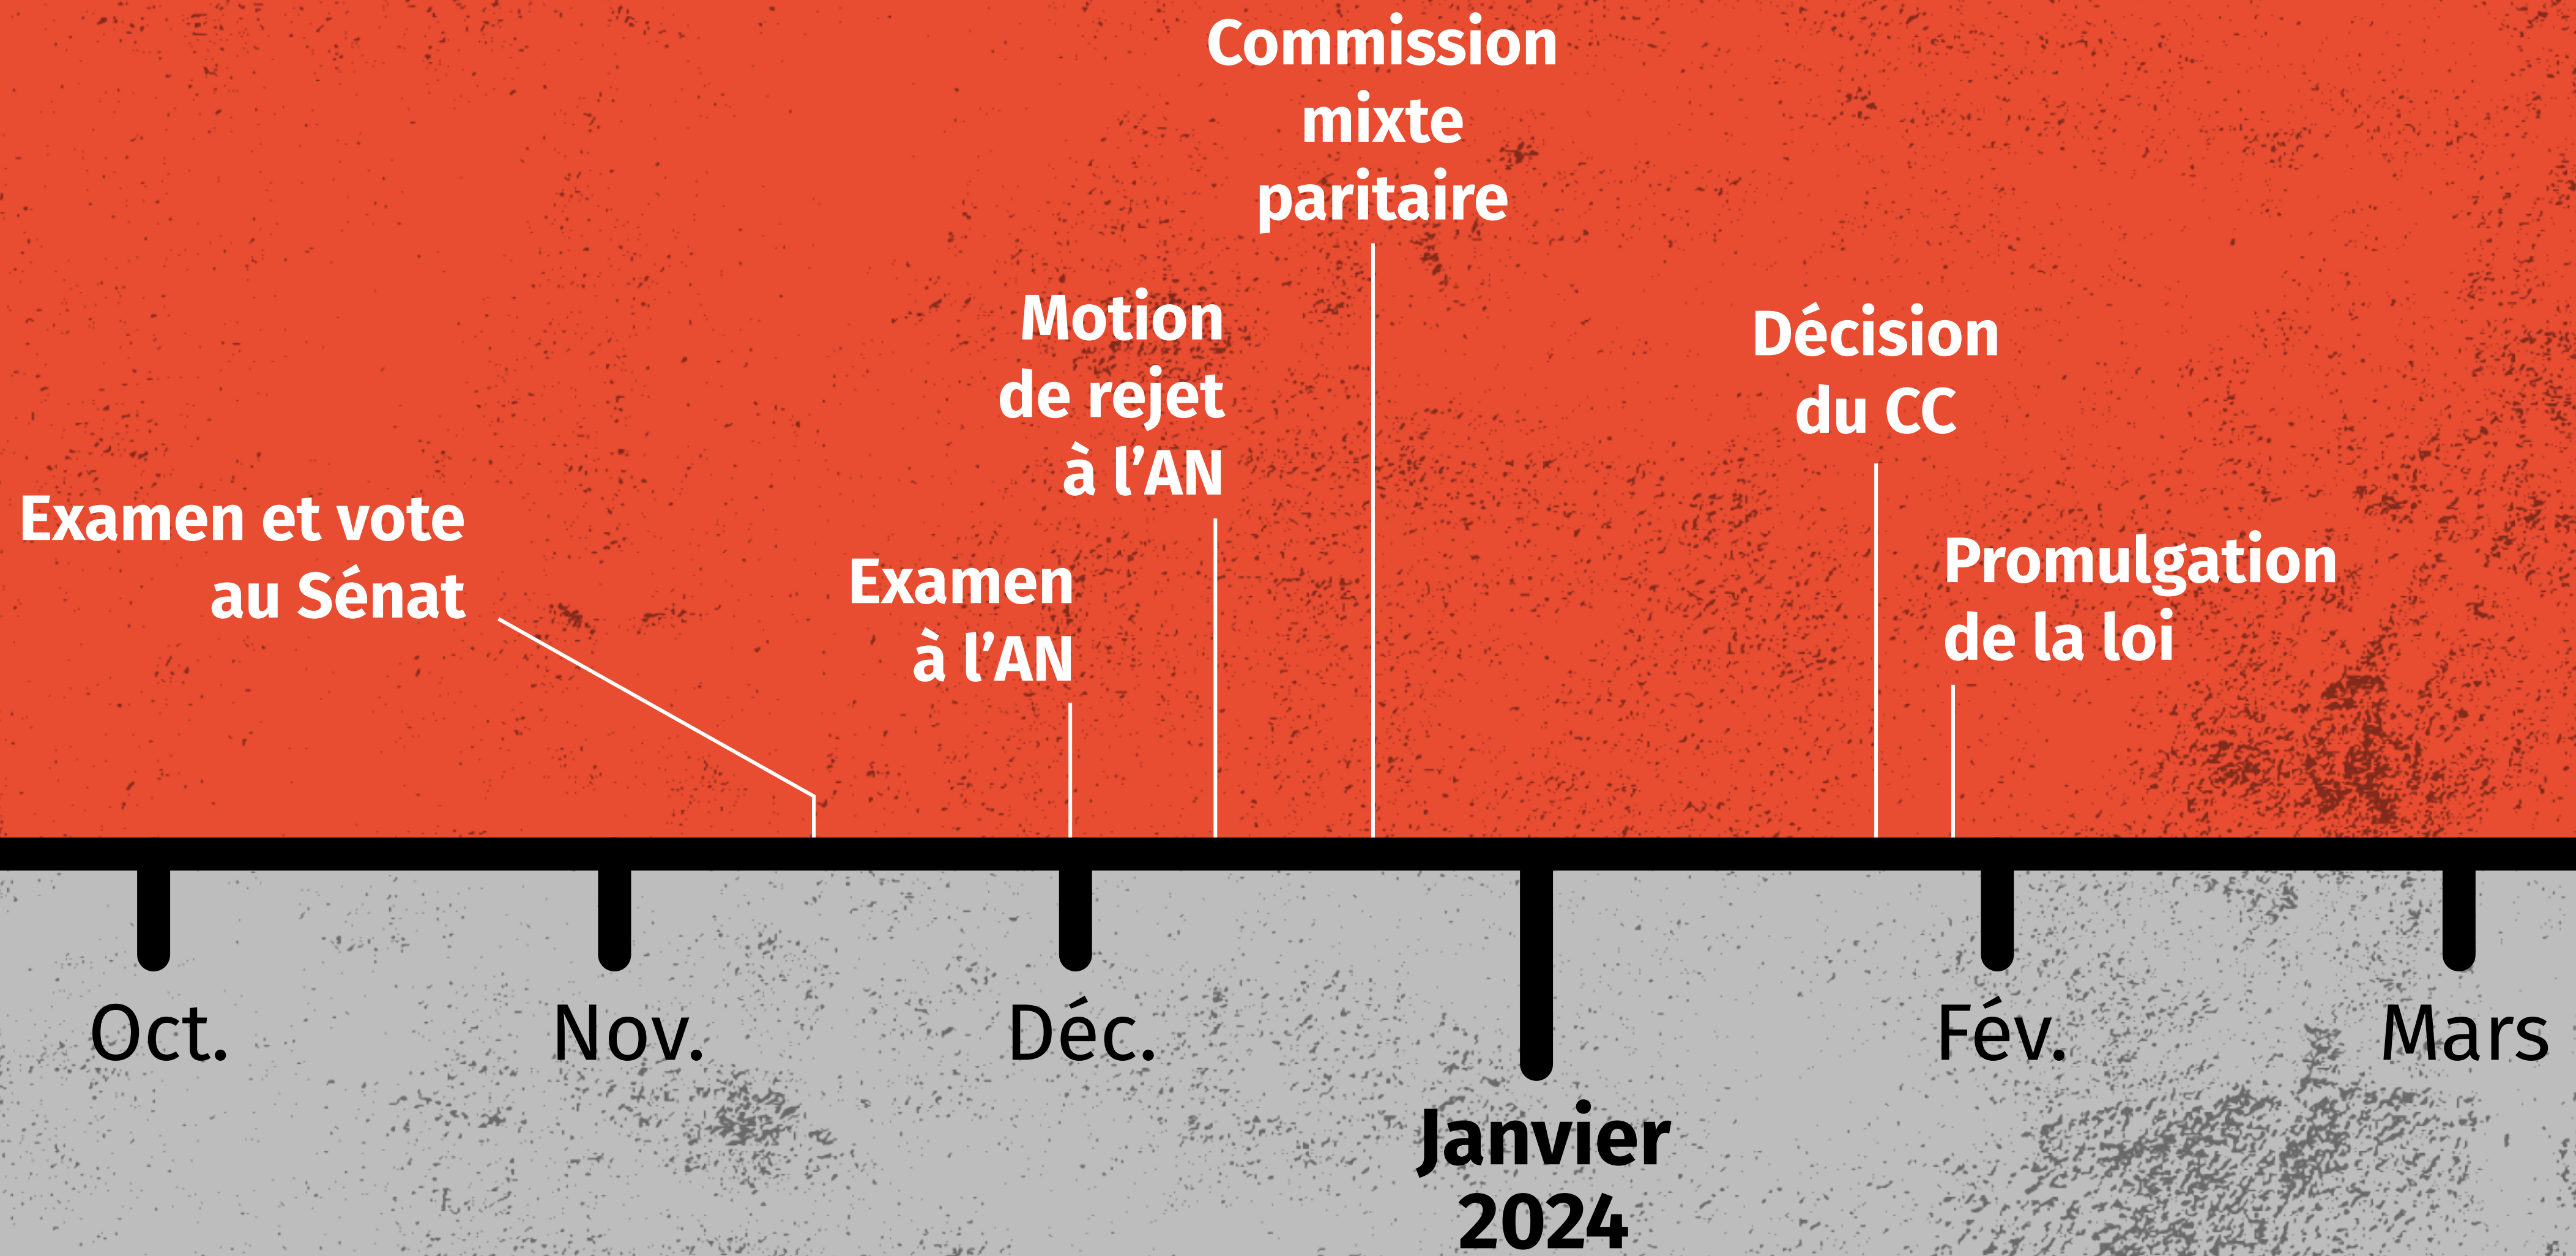 Commission
mixte
paritaire
Motion
de rejet
à l’AN
Décision
du CC
Examen et vote
au Sénat
Examen
à l’AN
Promulgation
de la loi
Oct.
Nov.
Déc.
Janvier
2024
Fév.
Mars